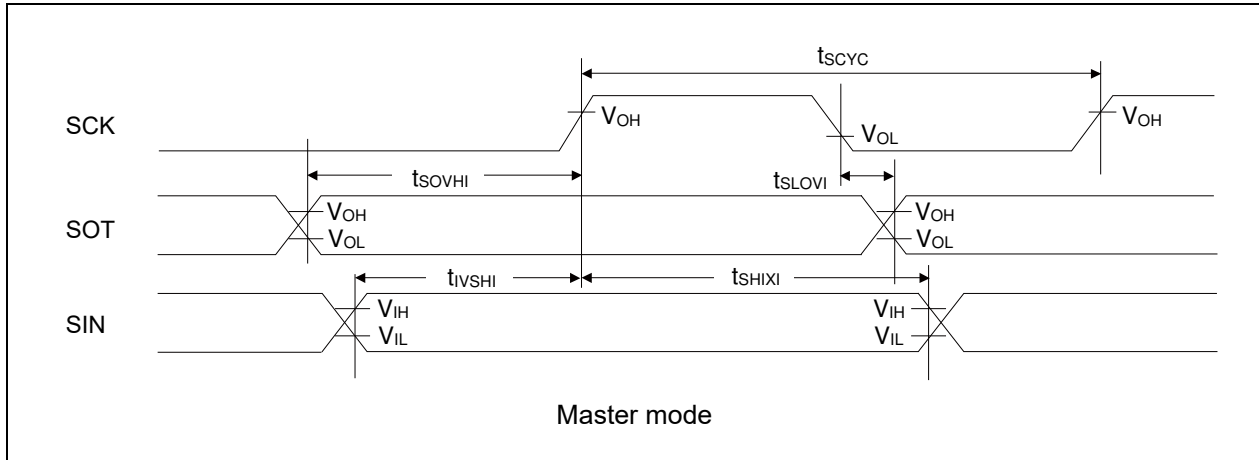 tSCYC
SCK
VOH
VOL
VOH
tSOVHI
tSLOVI
SOT
VOH
VOL
VOH
VOL
tIVSHI
tSHIXI
SIN
VIH
VIL
VIH
VIL
Master mode